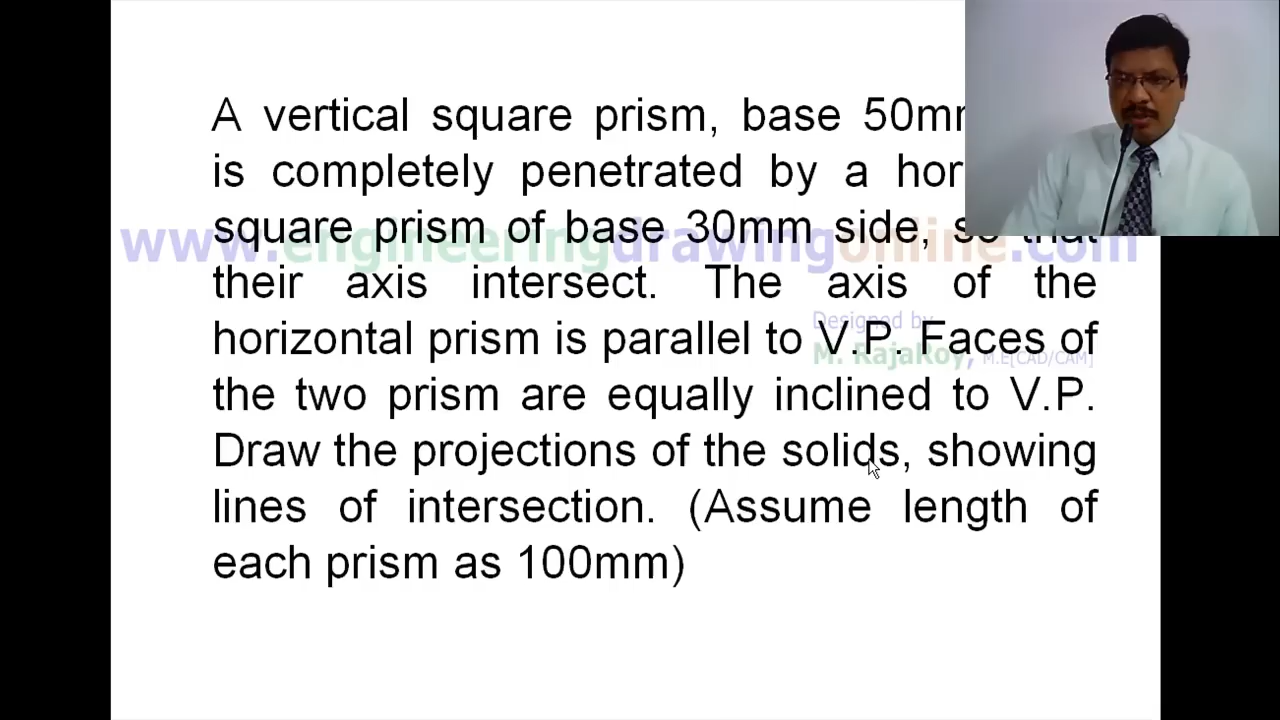 A vertical square prism, base 50mm
is completely penetrated by a
square prism of base 30mm side, so that
www.engineeringdrawingonline.com
their axis intersect. The axis of the
Designed by
horizontal prism is parallel to V.P. Faces of
M. RajaRoy, M.E[CAD/CAM]
the two prism are equally inclined to V.P.
Draw the projections of the solids, showing
lines of intersection. (Assume length of
each prism as 100mm)